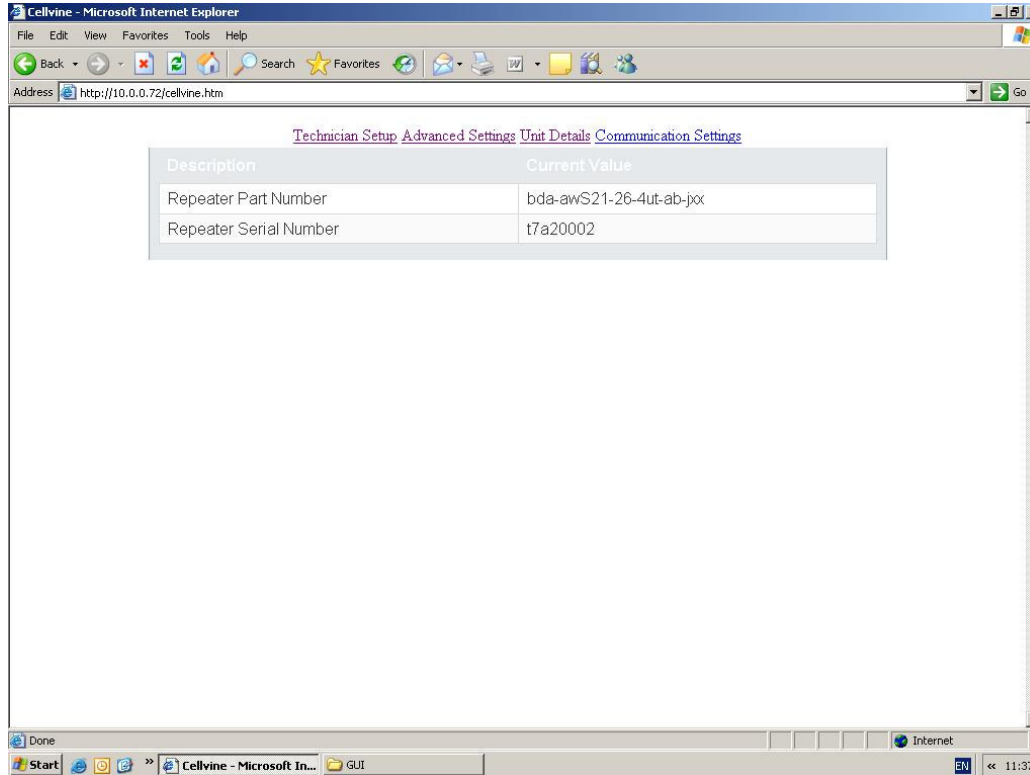 Cellvine - Microsoft Internet Explorer
File Edit View Favorites Tools Help
Back Search Favorites
Address http://10.0.0.72/cellvine.htm Go
Technician Setup Advanced Settings Unit Details Communication Settings
Description Current Value
Repeater Part Number bda-awS21-26-4ut-ab-jxx
Repeater Serial Number t7a20002
Done Internet
Start » Cellvine - Microsoft In... GUI EN «